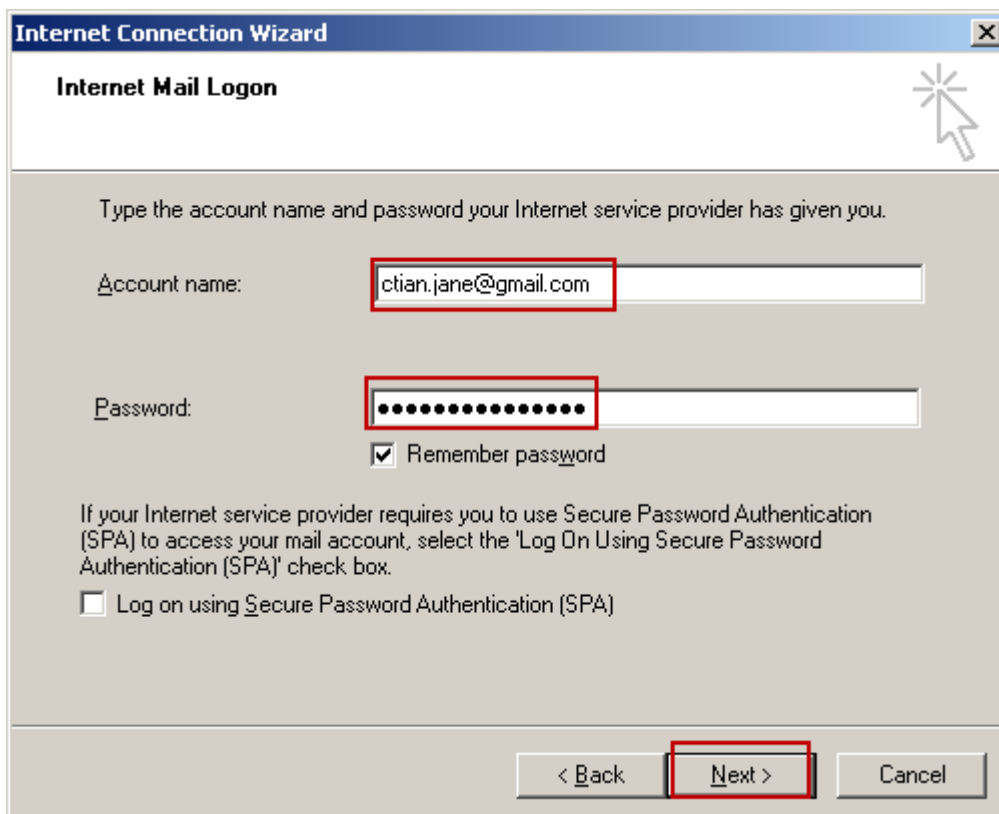 Internet Connection Wizard
Internet Mail Logon
Type the account name and password your Internet service provider has given you.
Account name:
ctian.jane@gmail.com
Password:
•••••••••••••••
Remember password
If your Internet service provider requires you to use Secure Password Authentication
(SPA) to access your mail account, select the 'Log On Using Secure Password
Authentication (SPA)' check box.
Log on using Secure Password Authentication (SPA)
< Back
Next >
Cancel